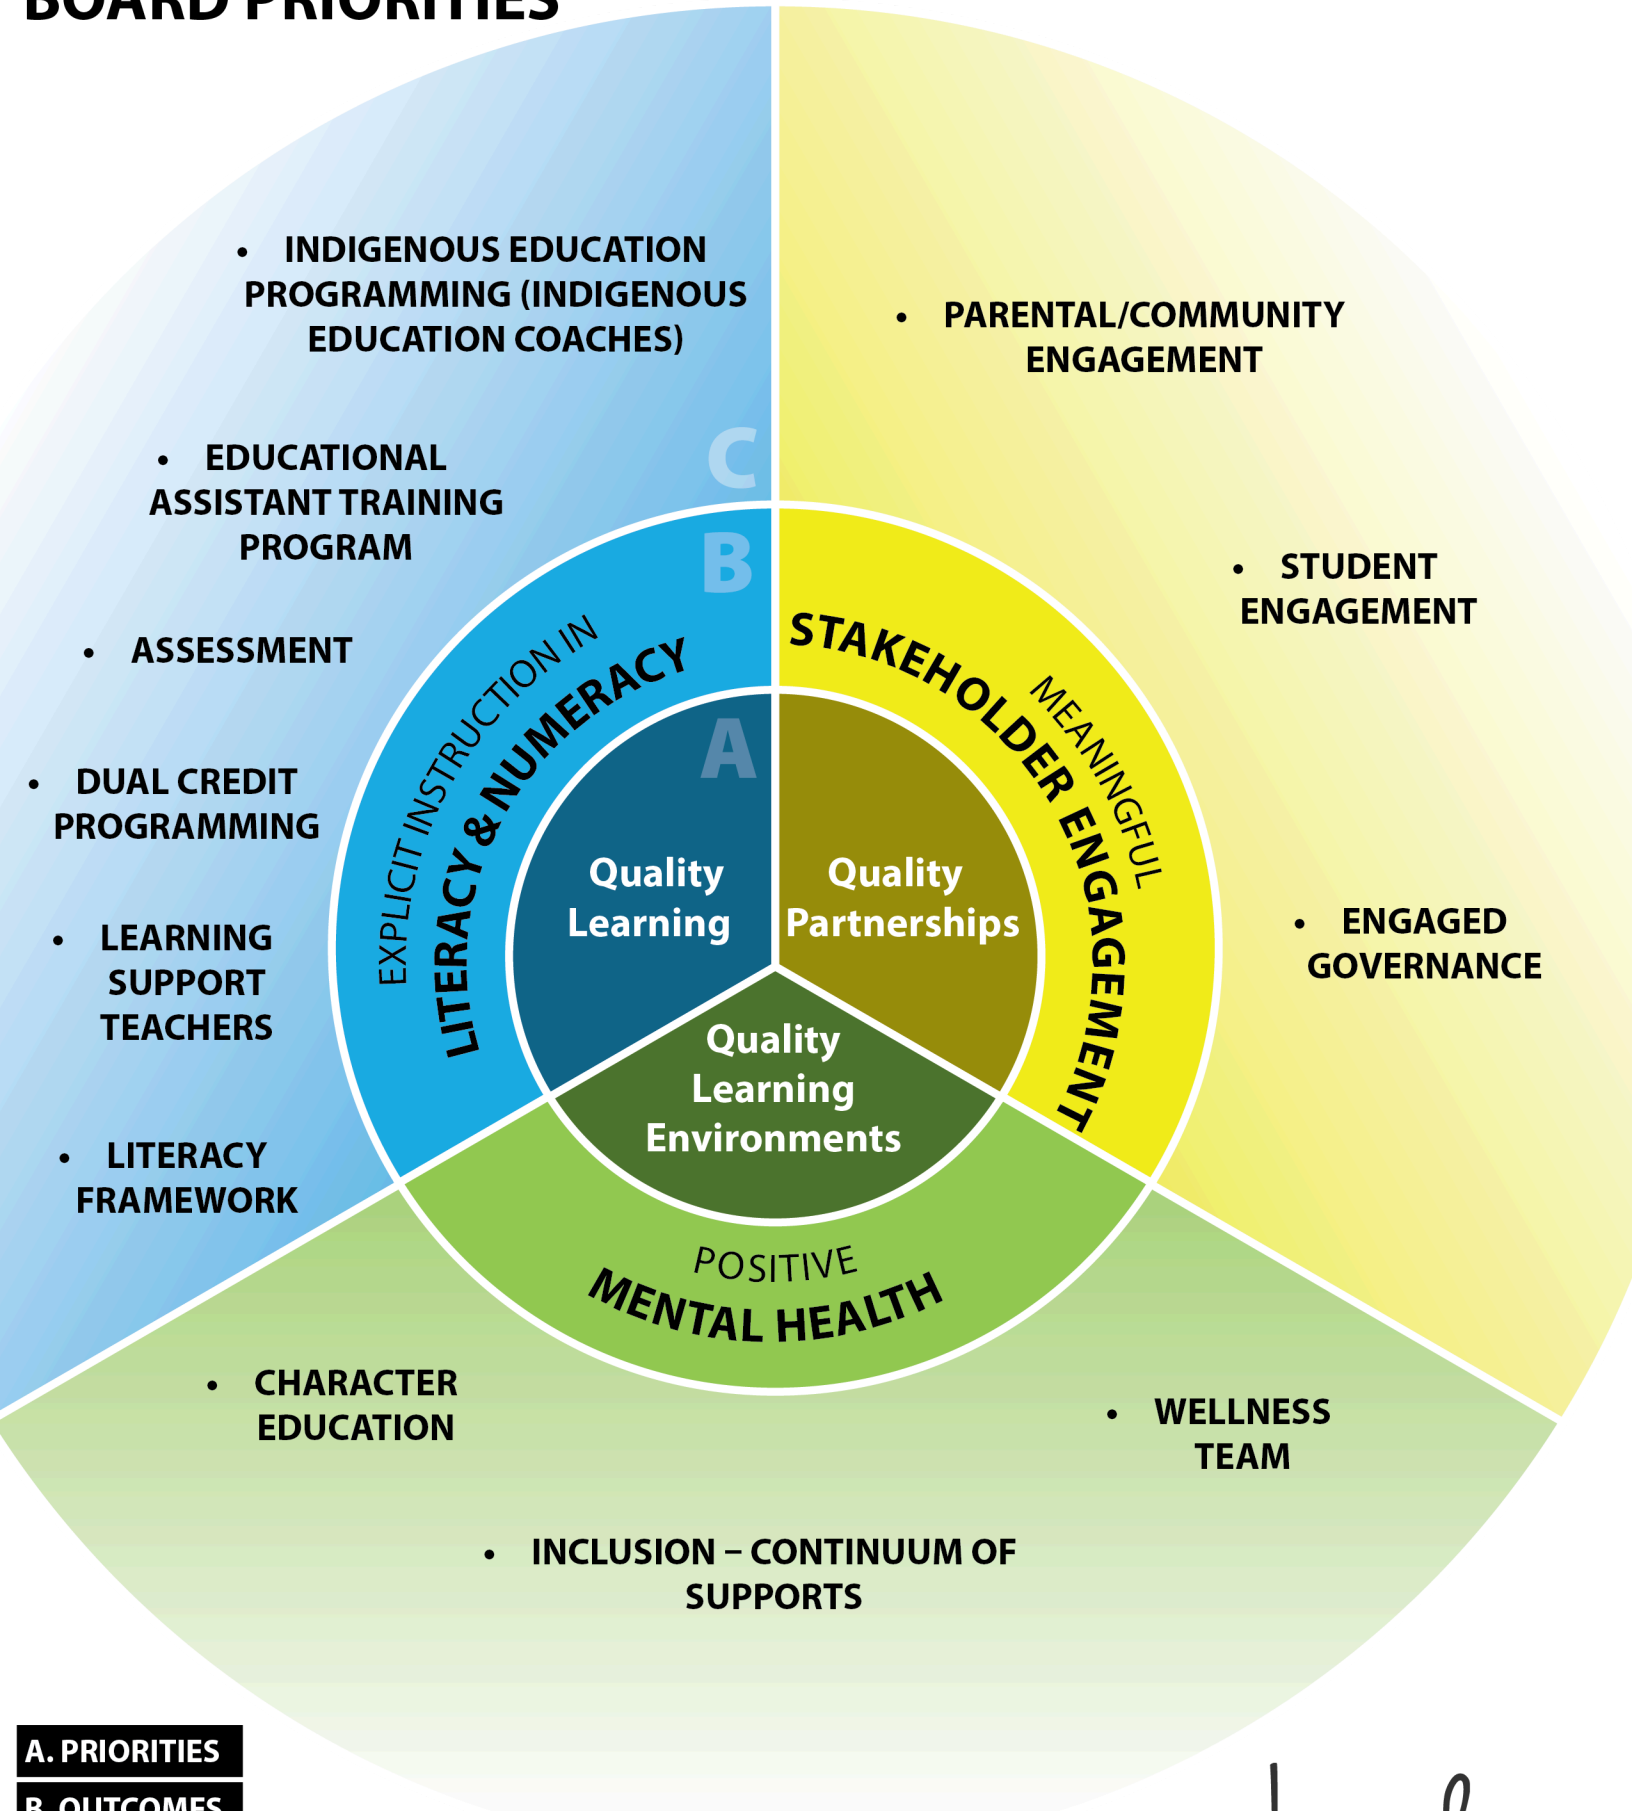 BOARD PRIORITIES
• INDIGENOUS EDUCATION
PROGRAMMING (INDIGENOUS
EDUCATION COACHES)
• EDUCATIONAL
ASSISTANT TRAINING
PROGRAM
• ASSESSMENT
• DUAL CREDIT
PROGRAMMING
• LEARNING
SUPPORT
TEACHERS
• LITERACY
FRAMEWORK
C
B
A
EXPLICIT INSTRUCTION IN
LITERACY & NUMERACY
Quality
Learning
• PARENTAL/COMMUNITY
ENGAGEMENT
• STUDENT
ENGAGEMENT
• ENGAGED
GOVERNANCE
MEANINGFUL
STAKEHOLDER ENGAGEMENT
Quality
Partnerships
Quality
Learning
Environments
POSITIVE
MENTAL HEALTH
• CHARACTER
EDUCATION
• WELLNESS
TEAM
• INCLUSION – CONTINUUM OF
SUPPORTS
A. PRIORITIES
B. OUTCOMES